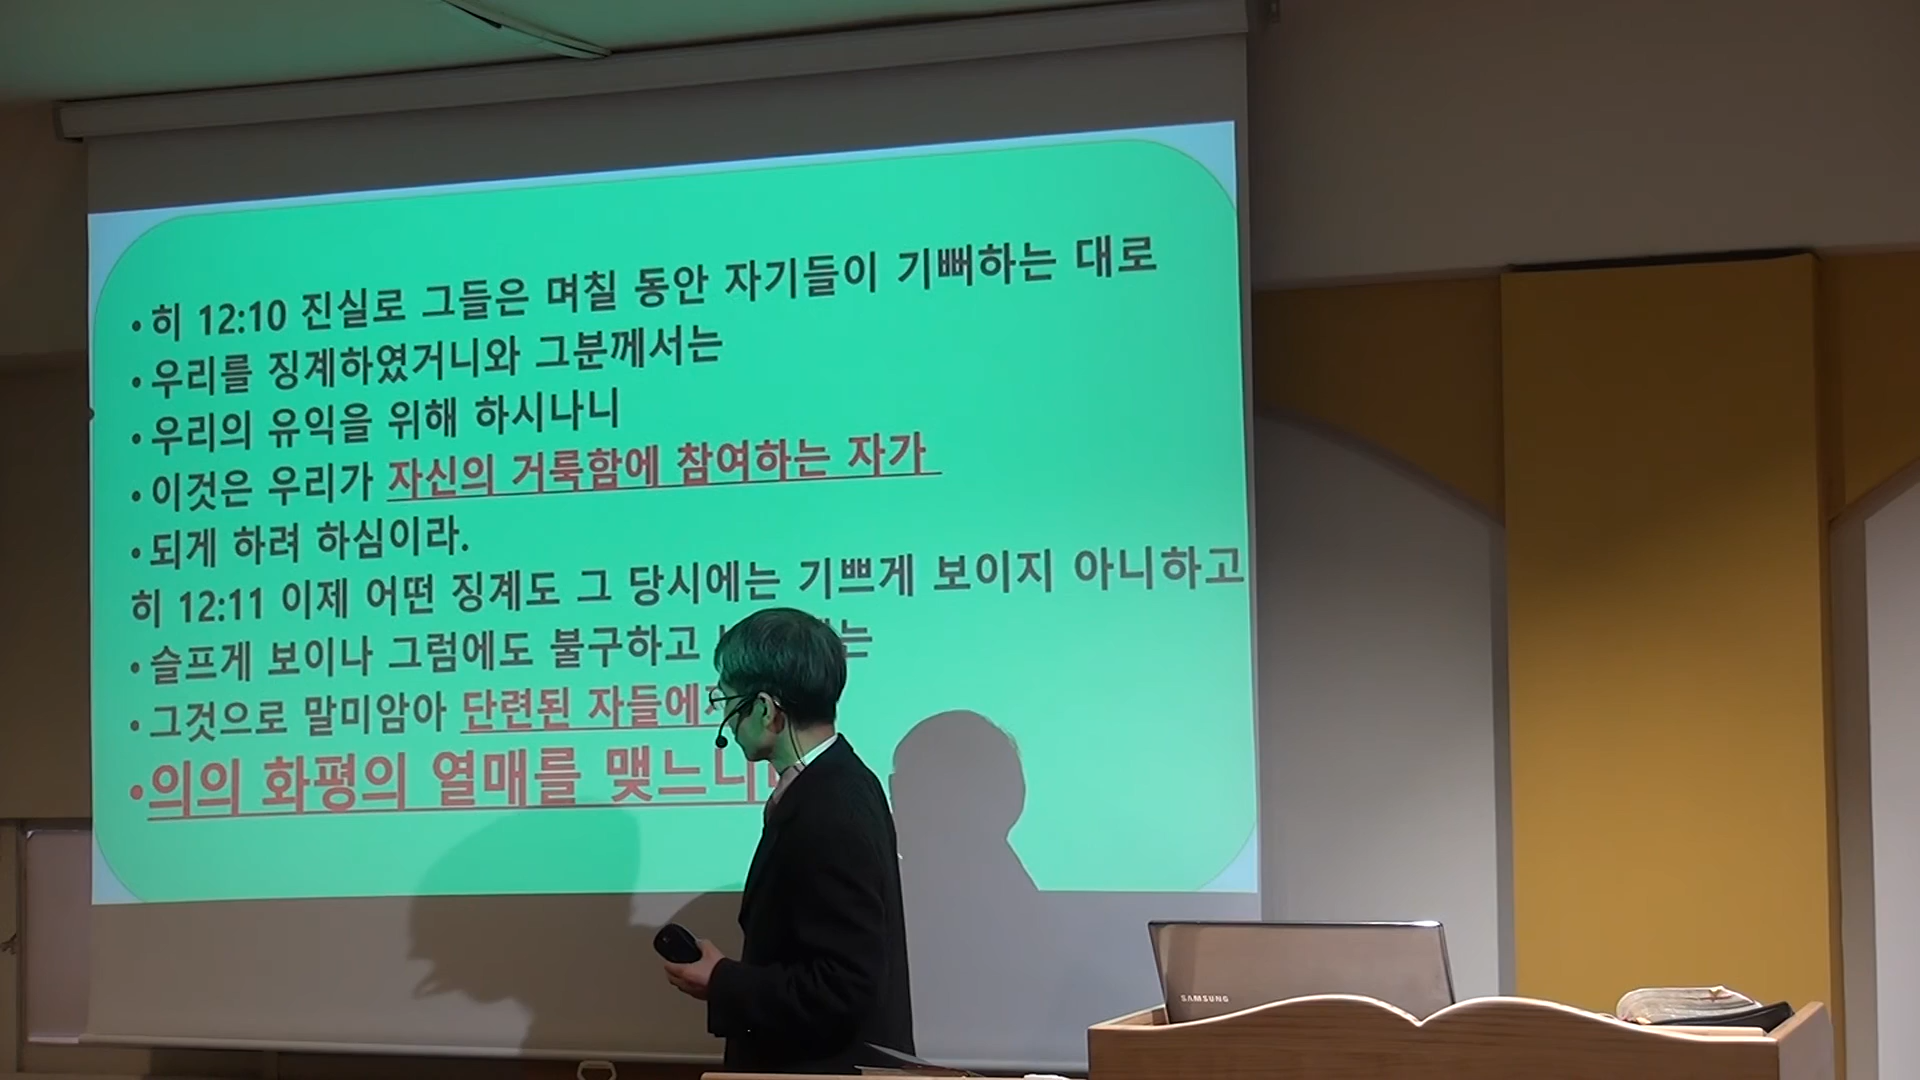 • 히 12:10 진실로 그들은 며칠 동안 자기들이 기뻐하는 대로
• 우리를 징계하였거니와 그분께서는
• 우리의 유익을 위해 하시나니
• 이것은 우리가 자신의 거룩함에 참여하는 자가
• 되게 하려 하심이라.
히 12:11 이제 어떤 징계도 그 당시에는 기쁘게 보이지 아니하고
• 슬프게 보이나 그럼에도 불구하고
• 그것으로 말미암아 단련된 자들에게
• 의의 화평의 열매를 맺느니
SAMSUNG